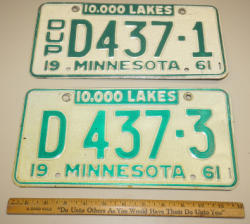 10,000 LAKES
DUP D437-1
19 MINNESOTA 61
10,000 LAKES
D 437-3
19 MINNESOTA 61
"Do Unto Others As You Would Have Them Do Unto You"